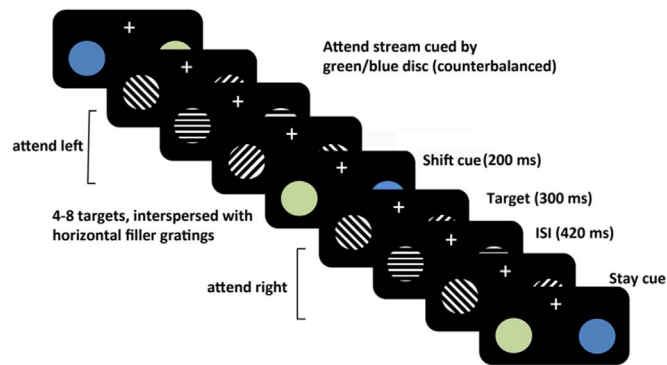 Attend stream cued by
green/blue disc (counterbalanced)
attend left
Shift cue (200 ms)
Target (300 ms)
4-8 targets, interspersed with
horizontal filler gratings
ISI (420 ms)
Stay cue
attend right